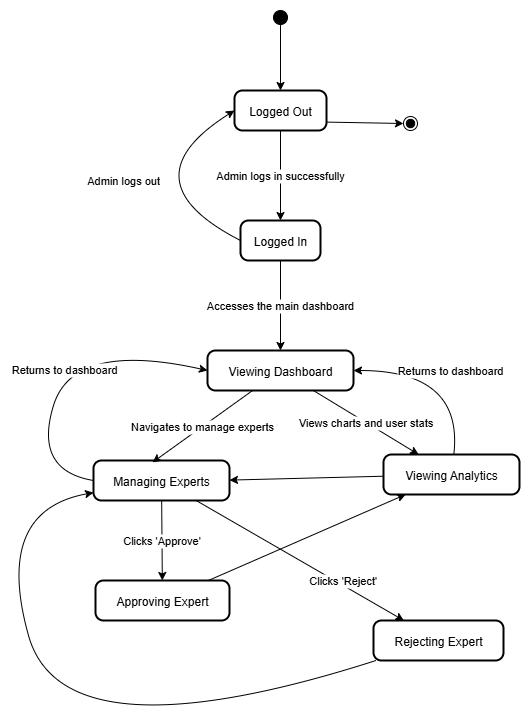 Logged Out
Admin logs out
Admin logs in successfully
Logged In
Accesses the main dashboard
Returns to dashboard
Viewing Dashboard
Returns to dashboard
Navigates to manage experts
Views charts and user stats
Managing Experts
Viewing Analytics
Clicks 'Approve'
Clicks 'Reject'
Approving Expert
Rejecting Expert